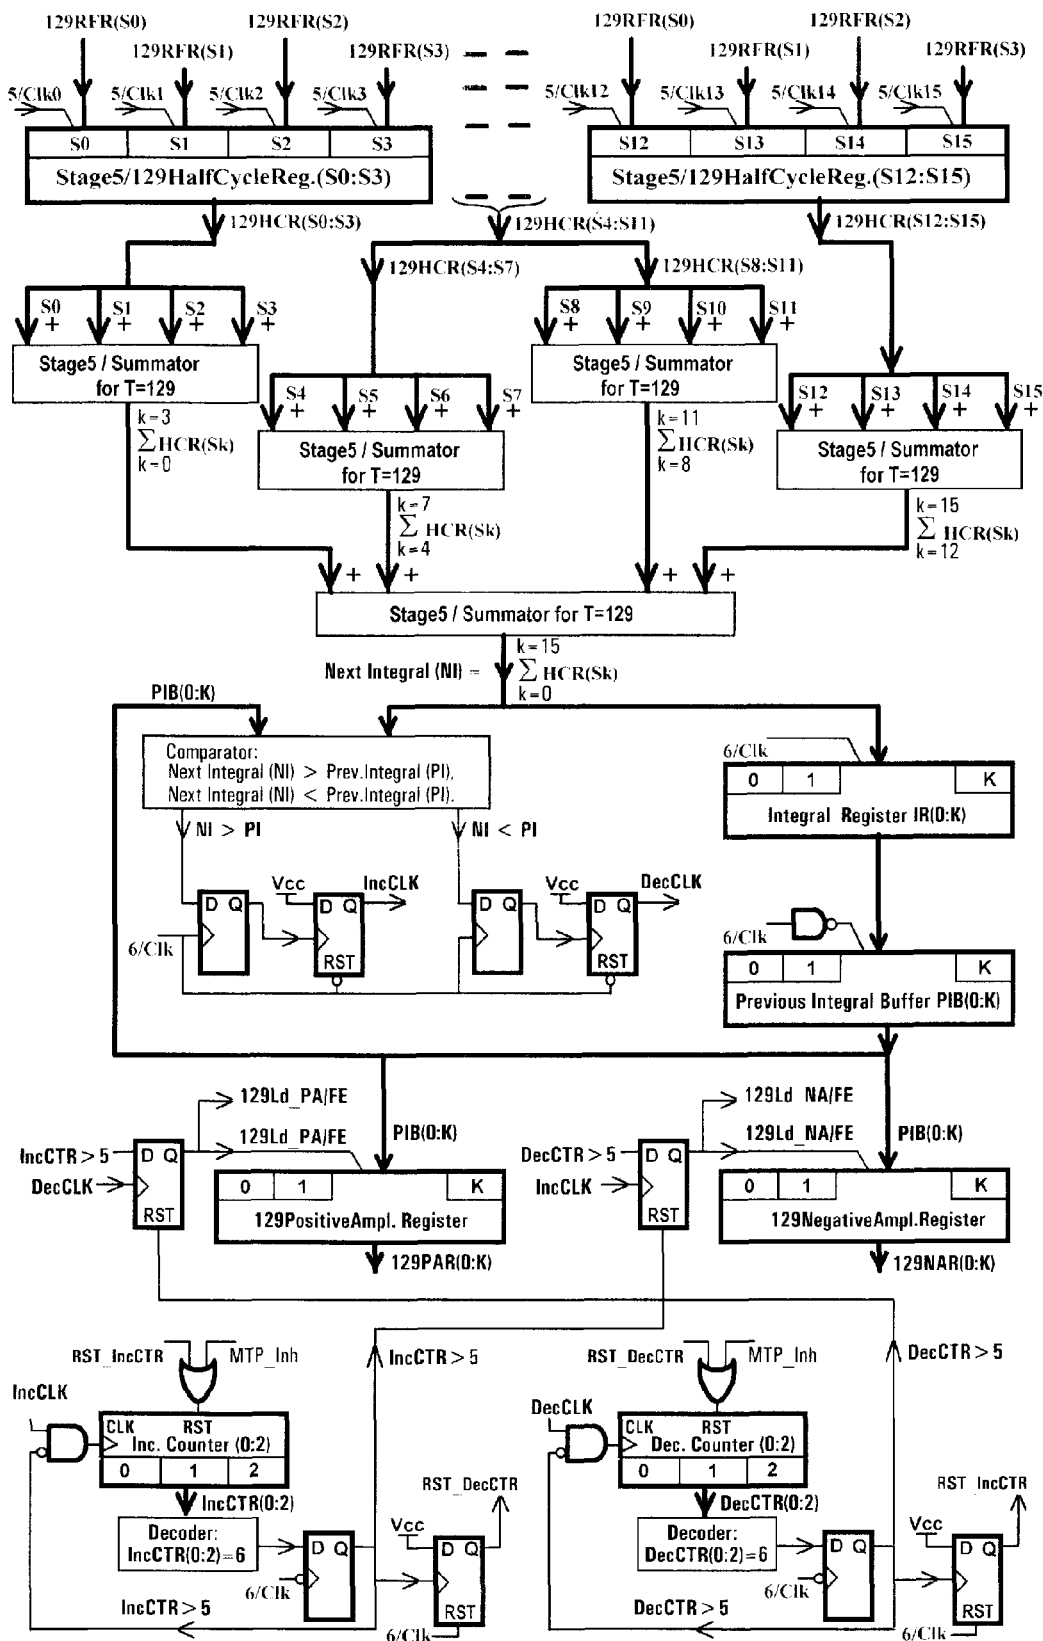 129RFR(S0) 129RFR(S2) 129RFR(S0) 129RFR(S2)
129RFR(S1) 129RFR(S3) 129RFR(S1) 129RFR(S3)
5/Clk0 5/Clk1 5/Clk2 5/Clk3 5/Clk12 5/Clk13 5/Clk14 5/Clk15
S0 S1 S2 S3 S12 S13 S14 S15
Stage5/129HalfCycleReg.(S0:S3) Stage5/129HalfCycleReg.(S12:S15)
129HCR(S0:S3) 129HCR(S4:S11) 129HCR(S12:S15)
129HCR(S4:S7) 129HCR(S8:S11)
S0 S1 S2 S3 S8 S9 S10 S11
+ + + + + + + +
Stage5 / Summator Stage5 / Summator
for T=129 for T=129
S4 S5 S6 S7 S12 S13 S14 S15
+ + + + + + + +
k=3 k=11
∑HCR(Sk) ∑HCR(Sk)
k=0 k=8
Stage5 / Summator Stage5 / Summator
for T=129 for T=129
k=7 k=15
∑ HCR(Sk) ∑ HCR(Sk)
k=4 k=12
+ + + +
Stage5 / Summator for T=129
k=15
Next Integral (NI) = ∑ HCR(Sk)
k=0
PIB(0:K)
Comparator:
Next Integral (NI) > Prev.Integral (PI),
Next Integral (NI) < Prev.Integral (PI).
6/Clk
0 1 K
Integral Register IR(0:K)
NI > PI NI < PI
Vcc IncCLK Vcc DecCLK
D Q D Q D Q D Q
6/Clk
RST RST
6/Clk
0 1 K
Previous Integral Buffer PIB(0:K)
129Ld_PA/FE 129Ld_NA/FE
129Ld_PA/FE PIB(0:K) 129Ld_NA/FE PIB(0:K)
IncCTR>5 D Q DecCTR>5 D Q
DecCLK IncCLK
RST RST
0 1 K 0 1 K
129PositiveAmpl.Register 129NegativeAmpl.Register
129PAR(0:K) 129NAR(0:K)
RST_IncCTR MTP_Inh IncCTR>5 RST_DecCTR MTP_Inh DecCTR>5
IncCLK DecCLK
CLK RST CLK RST
Inc. Counter (0:2) Dec. Counter (0:2)
0 1 2 0 1 2
IncCTR(0:2) RST_DecCTR DecCTR(0:2) RST_IncCTR
Decoder: Decoder:
IncCTR(0:2)=6 DecCTR(0:2)=6
Vcc Vcc
D Q D Q D Q D Q
6/Clk 6/Clk
IncCTR>5 RST DecCTR>5 RST
6/Clk 6/Clk